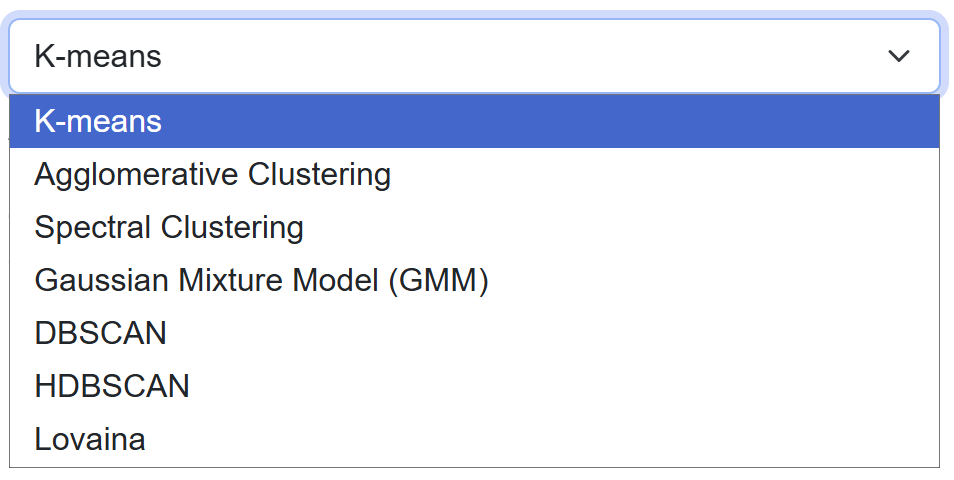 K-means
K-means
Agglomerative Clustering
Spectral Clustering
Gaussian Mixture Model (GMM)
DBSCAN
HDBSCAN
Lovaina